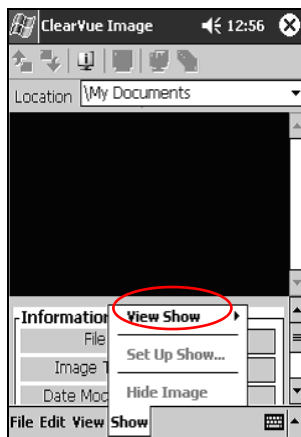 ClearVue Image 12:56
Location \My Documents
Information
View Show
File
Set Up Show...
Image T
Hide Image
Date Mod
File Edit View Show